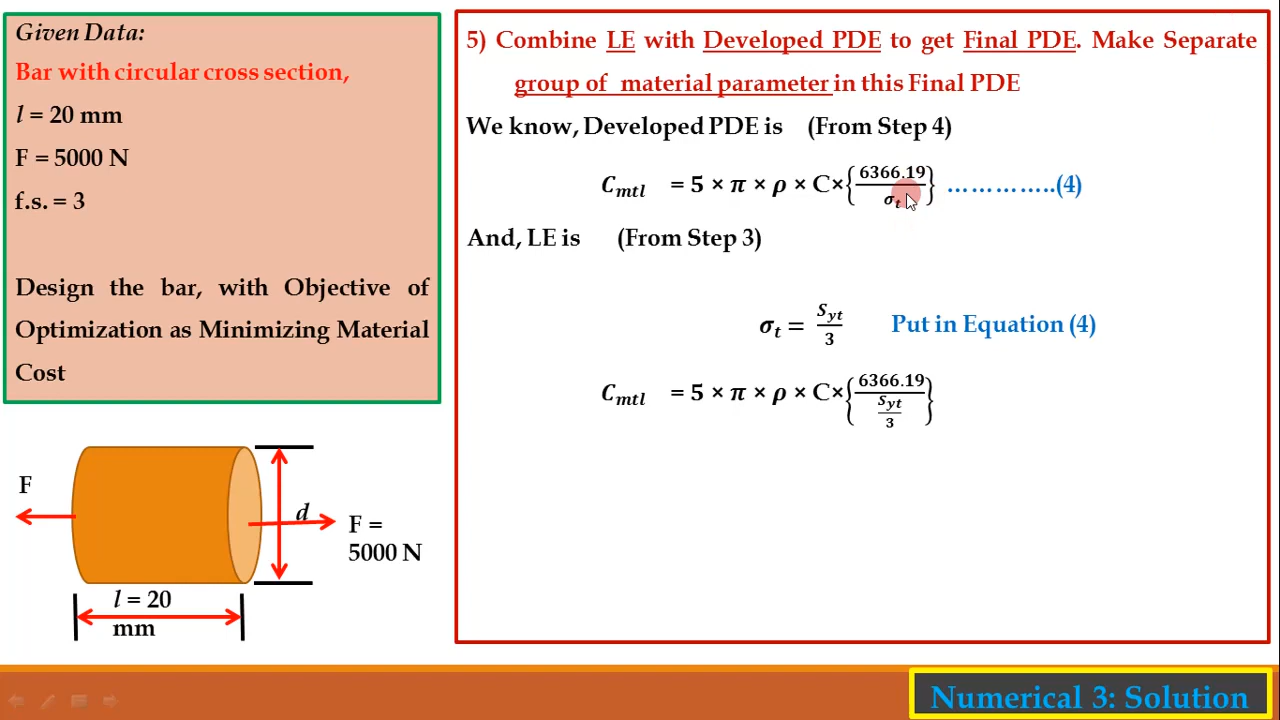 Given Data:
Bar with circular cross section,
l = 20 mm
F = 5000 N
f.s. = 3
Design the bar, with Objective of
Optimization as Minimizing Material
Cost
F
d
F =
5000 N
l = 20
mm
5) Combine LE with Developed PDE to get Final PDE. Make Separate
group of material parameter in this Final PDE
We know, Developed PDE is (From Step 4)
C_mtl = 5 × π × ρ × C×{6366.19/σ_t} …………..(4)
And, LE is (From Step 3)
σ_t = S_yt/3 Put in Equation (4)
C_mtl = 5 × π × ρ × C×{6366.19/(S_yt/3)}
Numerical 3: Solution